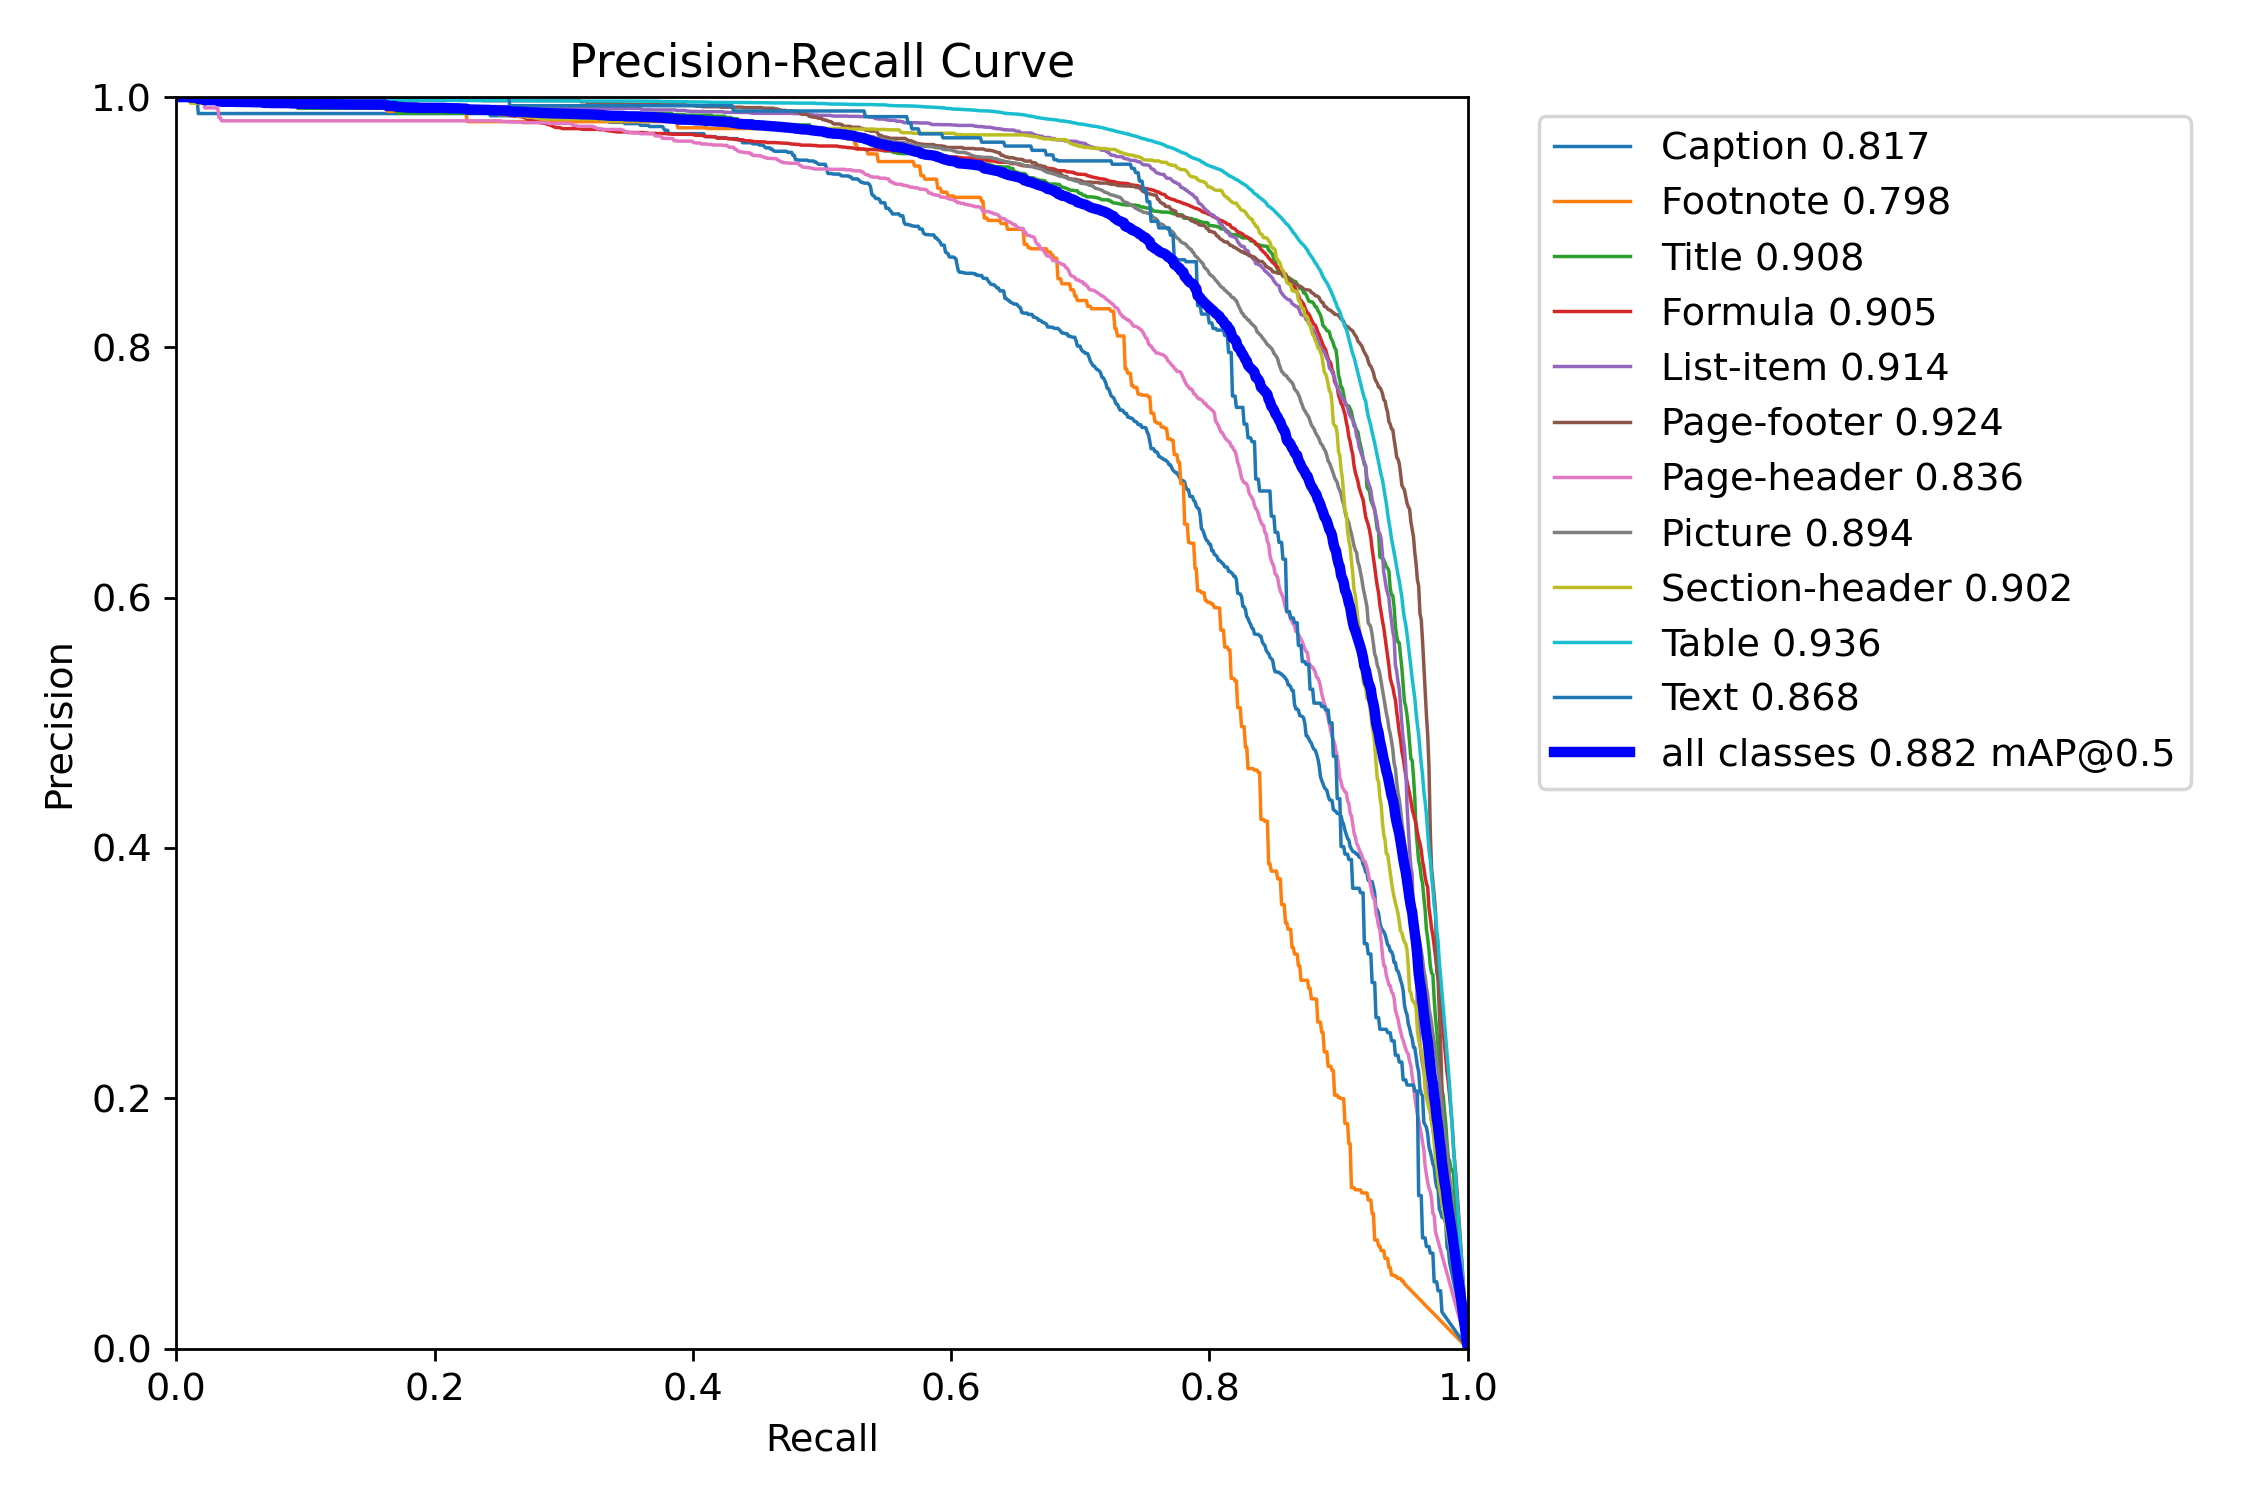 Precision-Recall Curve
1.0
0.8
0.6
0.4
0.2
0.0
Precision
0.0 0.2 0.4 0.6 0.8 1.0
Recall
Caption 0.817
Footnote 0.798
Title 0.908
Formula 0.905
List-item 0.914
Page-footer 0.924
Page-header 0.836
Picture 0.894
Section-header 0.902
Table 0.936
Text 0.868
all classes 0.882 mAP@0.5